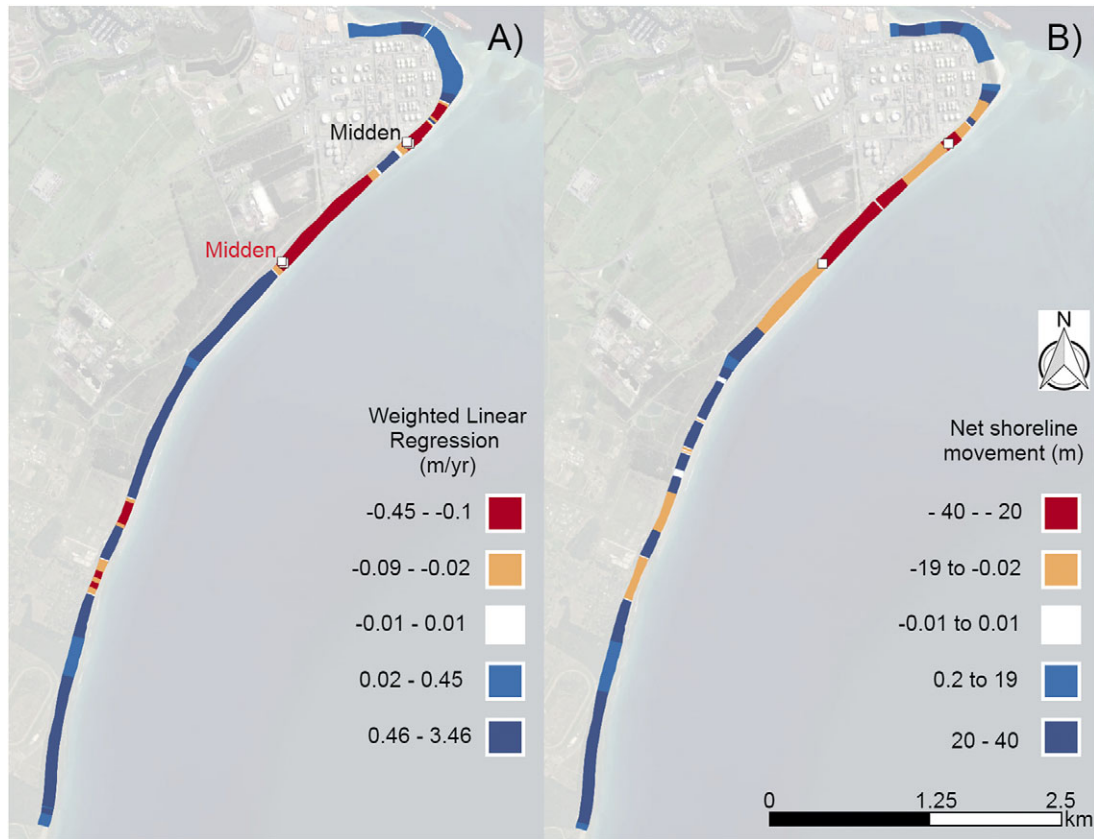 A)
Midden
Midden
Weighted Linear
Regression
(m/yr)
-0.45 - -0.1
-0.09 - -0.02
-0.01 - 0.01
0.02 - 0.45
0.46 - 3.46
B)
N
Net shoreline
movement (m)
- 40 - - 20
-19 to -0.02
-0.01 to 0.01
0.2 to 19
20 - 40
0 1.25 2.5
km